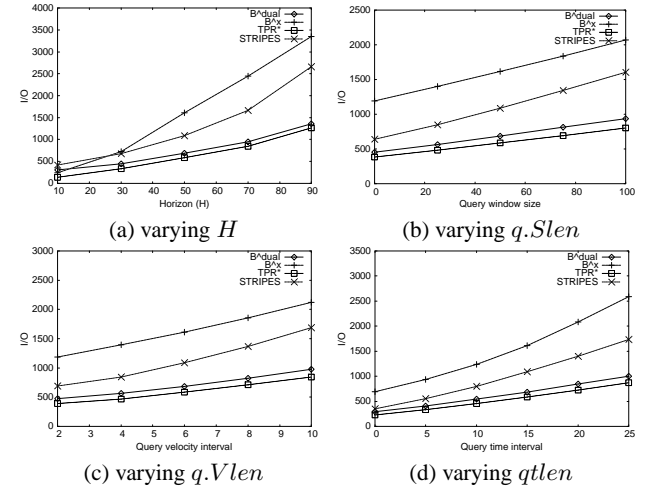 4000
3500
3000
2500
2000
1500
1000
500
0
10 20 30 40 50 60 70 80 90
I/O
Horizon (H)
B^dual
B^x
TPR*
STRIPES
(a) varying H
2500
2000
1500
1000
500
0
0 20 40 60 80 100
I/O
Query window size
B^dual
B^x
TPR*
STRIPES
(b) varying q.Slen
3000
2500
2000
1500
1000
500
0
2 3 4 5 6 7 8 9 10
I/O
Query velocity interval
B^dual
B^x
TPR*
STRIPES
(c) varying q.Vlen
3500
3000
2500
2000
1500
1000
500
0
0 5 10 15 20 25
I/O
Query time interval
B^dual
B^x
TPR*
STRIPES
(d) varying qtlen